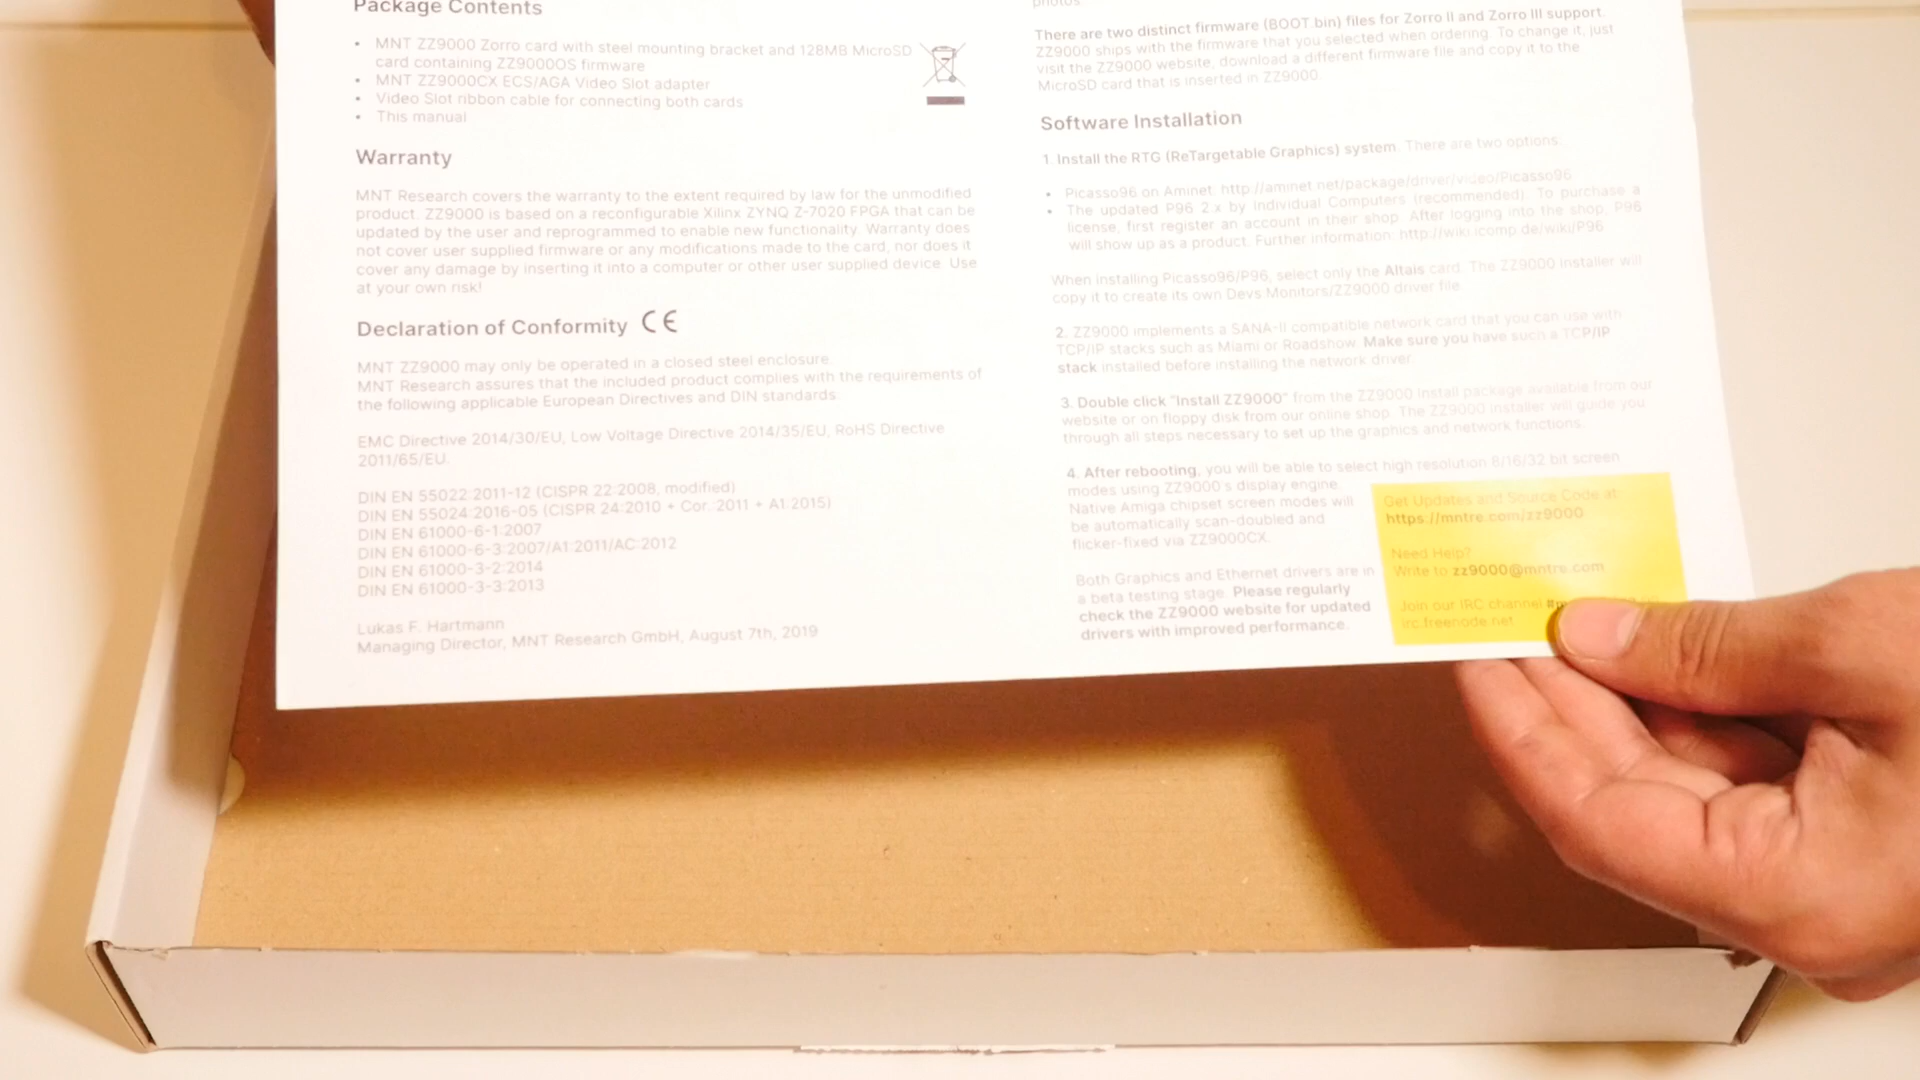 Package Contents
• MNT ZZ9000 Zorro card with steel mounting bracket and 128MB MicroSD
card containing ZZ9000OS firmware
• MNT ZZ9000CX ECS/AGA Video Slot adapter
• Video Slot ribbon cable for connecting both cards
• This manual
Warranty
MNT Research covers the warranty to the extent required by law for the unmodified
product. ZZ9000 is based on a reconfigurable Xilinx ZYNQ Z-7020 FPGA that can be
updated by the user and reprogrammed to enable new functionality. Warranty does
not cover user supplied firmware or any modifications made to the card, nor does it
cover any damage by inserting it into a computer or other user supplied device. Use
at your own risk!
Declaration of Conformity CE
MNT ZZ9000 may only be operated in a closed steel enclosure.
MNT Research assures that the included product complies with the requirements of
the following applicable European Directives and DIN standards:
EMC Directive 2014/30/EU, Low Voltage Directive 2014/35/EU, RoHS Directive
2011/65/EU.
DIN EN 55022:2011-12 (CISPR 22:2008, modified)
DIN EN 55024:2016-05 (CISPR 24:2010 + Cor.:2011 + A1:2015)
DIN EN 61000-6-1:2007
DIN EN 61000-6-3:2007/A1:2011/AC:2012
DIN EN 61000-3-2:2014
DIN EN 61000-3-3:2013
Lukas F. Hartmann
Managing Director, MNT Research GmbH, August 7th, 2019
photos.
There are two distinct firmware (BOOT.bin) files for Zorro II and Zorro III support.
ZZ9000 ships with the firmware that you selected when ordering. To change it, just
visit the ZZ9000 website, download a different firmware file and copy it to the
MicroSD card that is inserted in ZZ9000.
Software Installation
1. Install the RTG (ReTargetable Graphics) system. There are two options:
• Picasso96 on Aminet: http://aminet.net/package/driver/video/Picasso96
• The updated P96 2.x by Individual Computers (recommended). To purchase a
license, first register an account in their shop. After logging into the shop, P96
will show up as a product. Further information: http://wiki.icomp.de/wiki/P96
When installing Picasso96/P96, select only the Altais card. The ZZ9000 Installer will
copy it to create its own Devs:Monitors/ZZ9000 driver file.
2. ZZ9000 implements a SANA-II compatible network card that you can use with
TCP/IP stacks such as Miami or Roadshow. Make sure you have such a TCP/IP
stack installed before installing the network driver.
3. Double click "Install ZZ9000" from the ZZ9000 install package available from our
website or on floppy disk from our online shop. The ZZ9000 installer will guide you
through all steps necessary to set up the graphics and network functions.
4. After rebooting, you will be able to select high resolution 8/16/32 bit screen
modes using ZZ9000's display engine.
Native Amiga chipset screen modes will
be automatically scan-doubled and
flicker-fixed via ZZ9000CX.
Both Graphics and Ethernet drivers are in
a beta testing stage. Please regularly
check the ZZ9000 website for updated
drivers with improved performance.
Get Updates and Source Code at:
https://mntre.com/zz9000
Need Help?
Write to zz9000@mntre.com
Join our IRC channel
irc.freenode.net